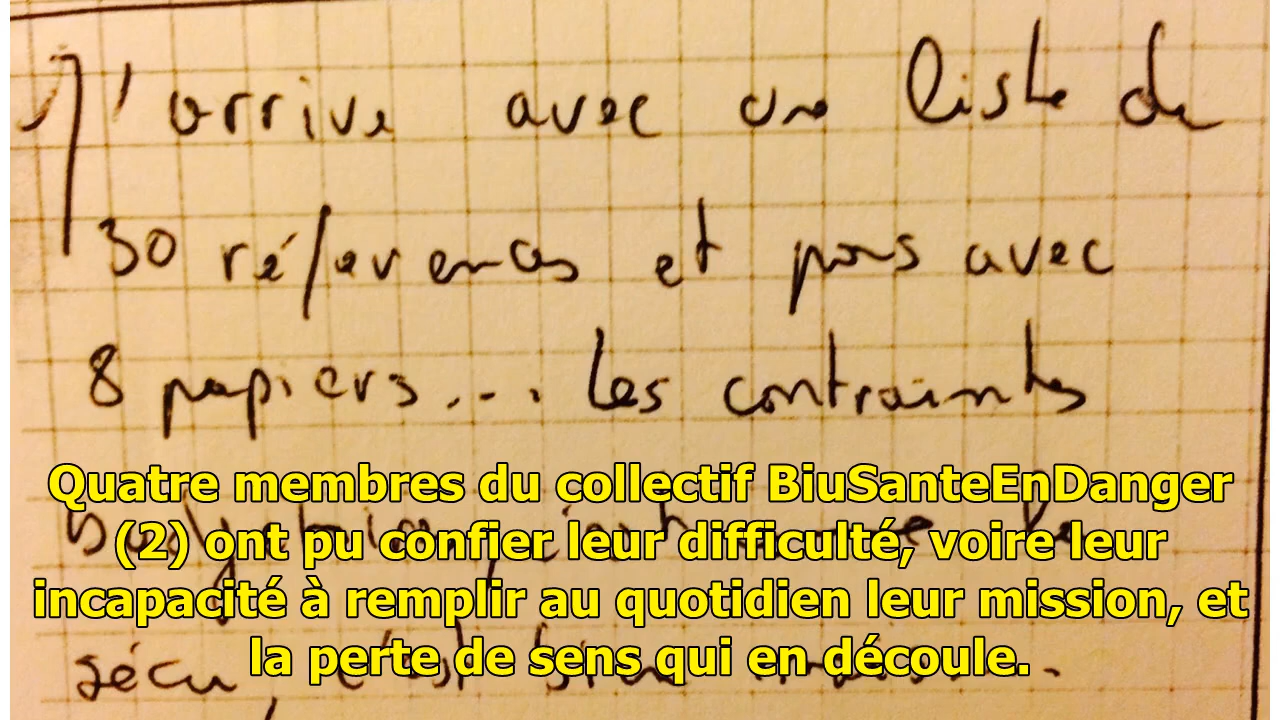 J'arrive avec une liste de
30 références et pas avec
8 papiers... les contraintes
Quatre membres du collectif BiuSanteEnDanger
(2) ont pu confier leur difficulté, voire leur
incapacité à remplir au quotidien leur mission, et
la perte de sens qui en découle.
sécu,